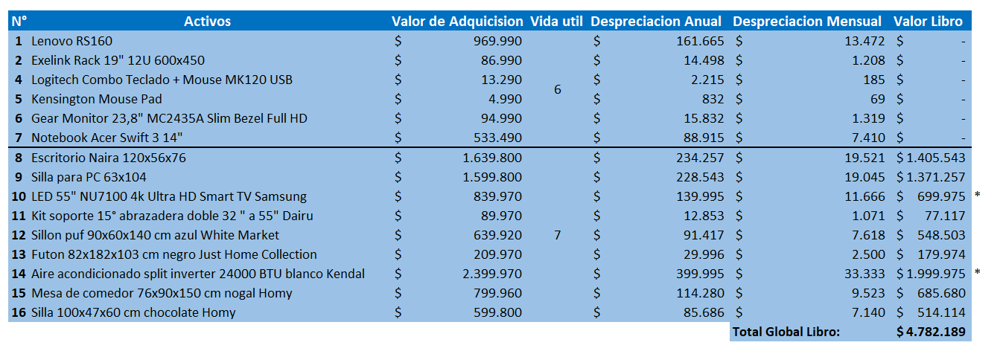 N° Activos Valor de Adquicision Vida util Despreciacion Anual Despreciacion Mensual Valor Libro
1 Lenovo RS160 $ 969.990 $ 161.665 $ 13.472 $ -
2 Exelink Rack 19" 12U 600x450 $ 86.990 $ 14.498 $ 1.208 $ -
4 Logitech Combo Teclado + Mouse MK120 USB $ 13.290 $ 2.215 $ 185 $ -
6
5 Kensington Mouse Pad $ 4.990 $ 832 $ 69 $ -
6 Gear Monitor 23,8" MC2435A Slim Bezel Full HD $ 94.990 $ 15.832 $ 1.319 $ -
7 Notebook Acer Swift 3 14" $ 533.490 $ 88.915 $ 7.410 $ -
8 Escritorio Naira 120x56x76 $ 1.639.800 $ 234.257 $ 19.521 $ 1.405.543
9 Silla para PC 63x104 $ 1.599.800 $ 228.543 $ 19.045 $ 1.371.257
10 LED 55" NU7100 4k Ultra HD Smart TV Samsung $ 839.970 $ 139.995 $ 11.666 $ 699.975 *
11 Kit soporte 15° abrazadera doble 32 " a 55" Dairu $ 89.970 $ 12.853 $ 1.071 $ 77.117
12 Sillon puf 90x60x140 cm azul White Market $ 639.920 7 $ 91.417 $ 7.618 $ 548.503
13 Futon 82x182x103 cm negro Just Home Collection $ 209.970 $ 29.996 $ 2.500 $ 179.974
14 Aire acondicionado split inverter 24000 BTU blanco Kendal $ 2.399.970 $ 399.995 $ 33.333 $ 1.999.975 *
15 Mesa de comedor 76x90x150 cm nogal Homy $ 799.960 $ 114.280 $ 9.523 $ 685.680
16 Silla 100x47x60 cm chocolate Homy $ 599.800 $ 85.686 $ 7.140 $ 514.114
Total Global Libro: $ 4.782.189